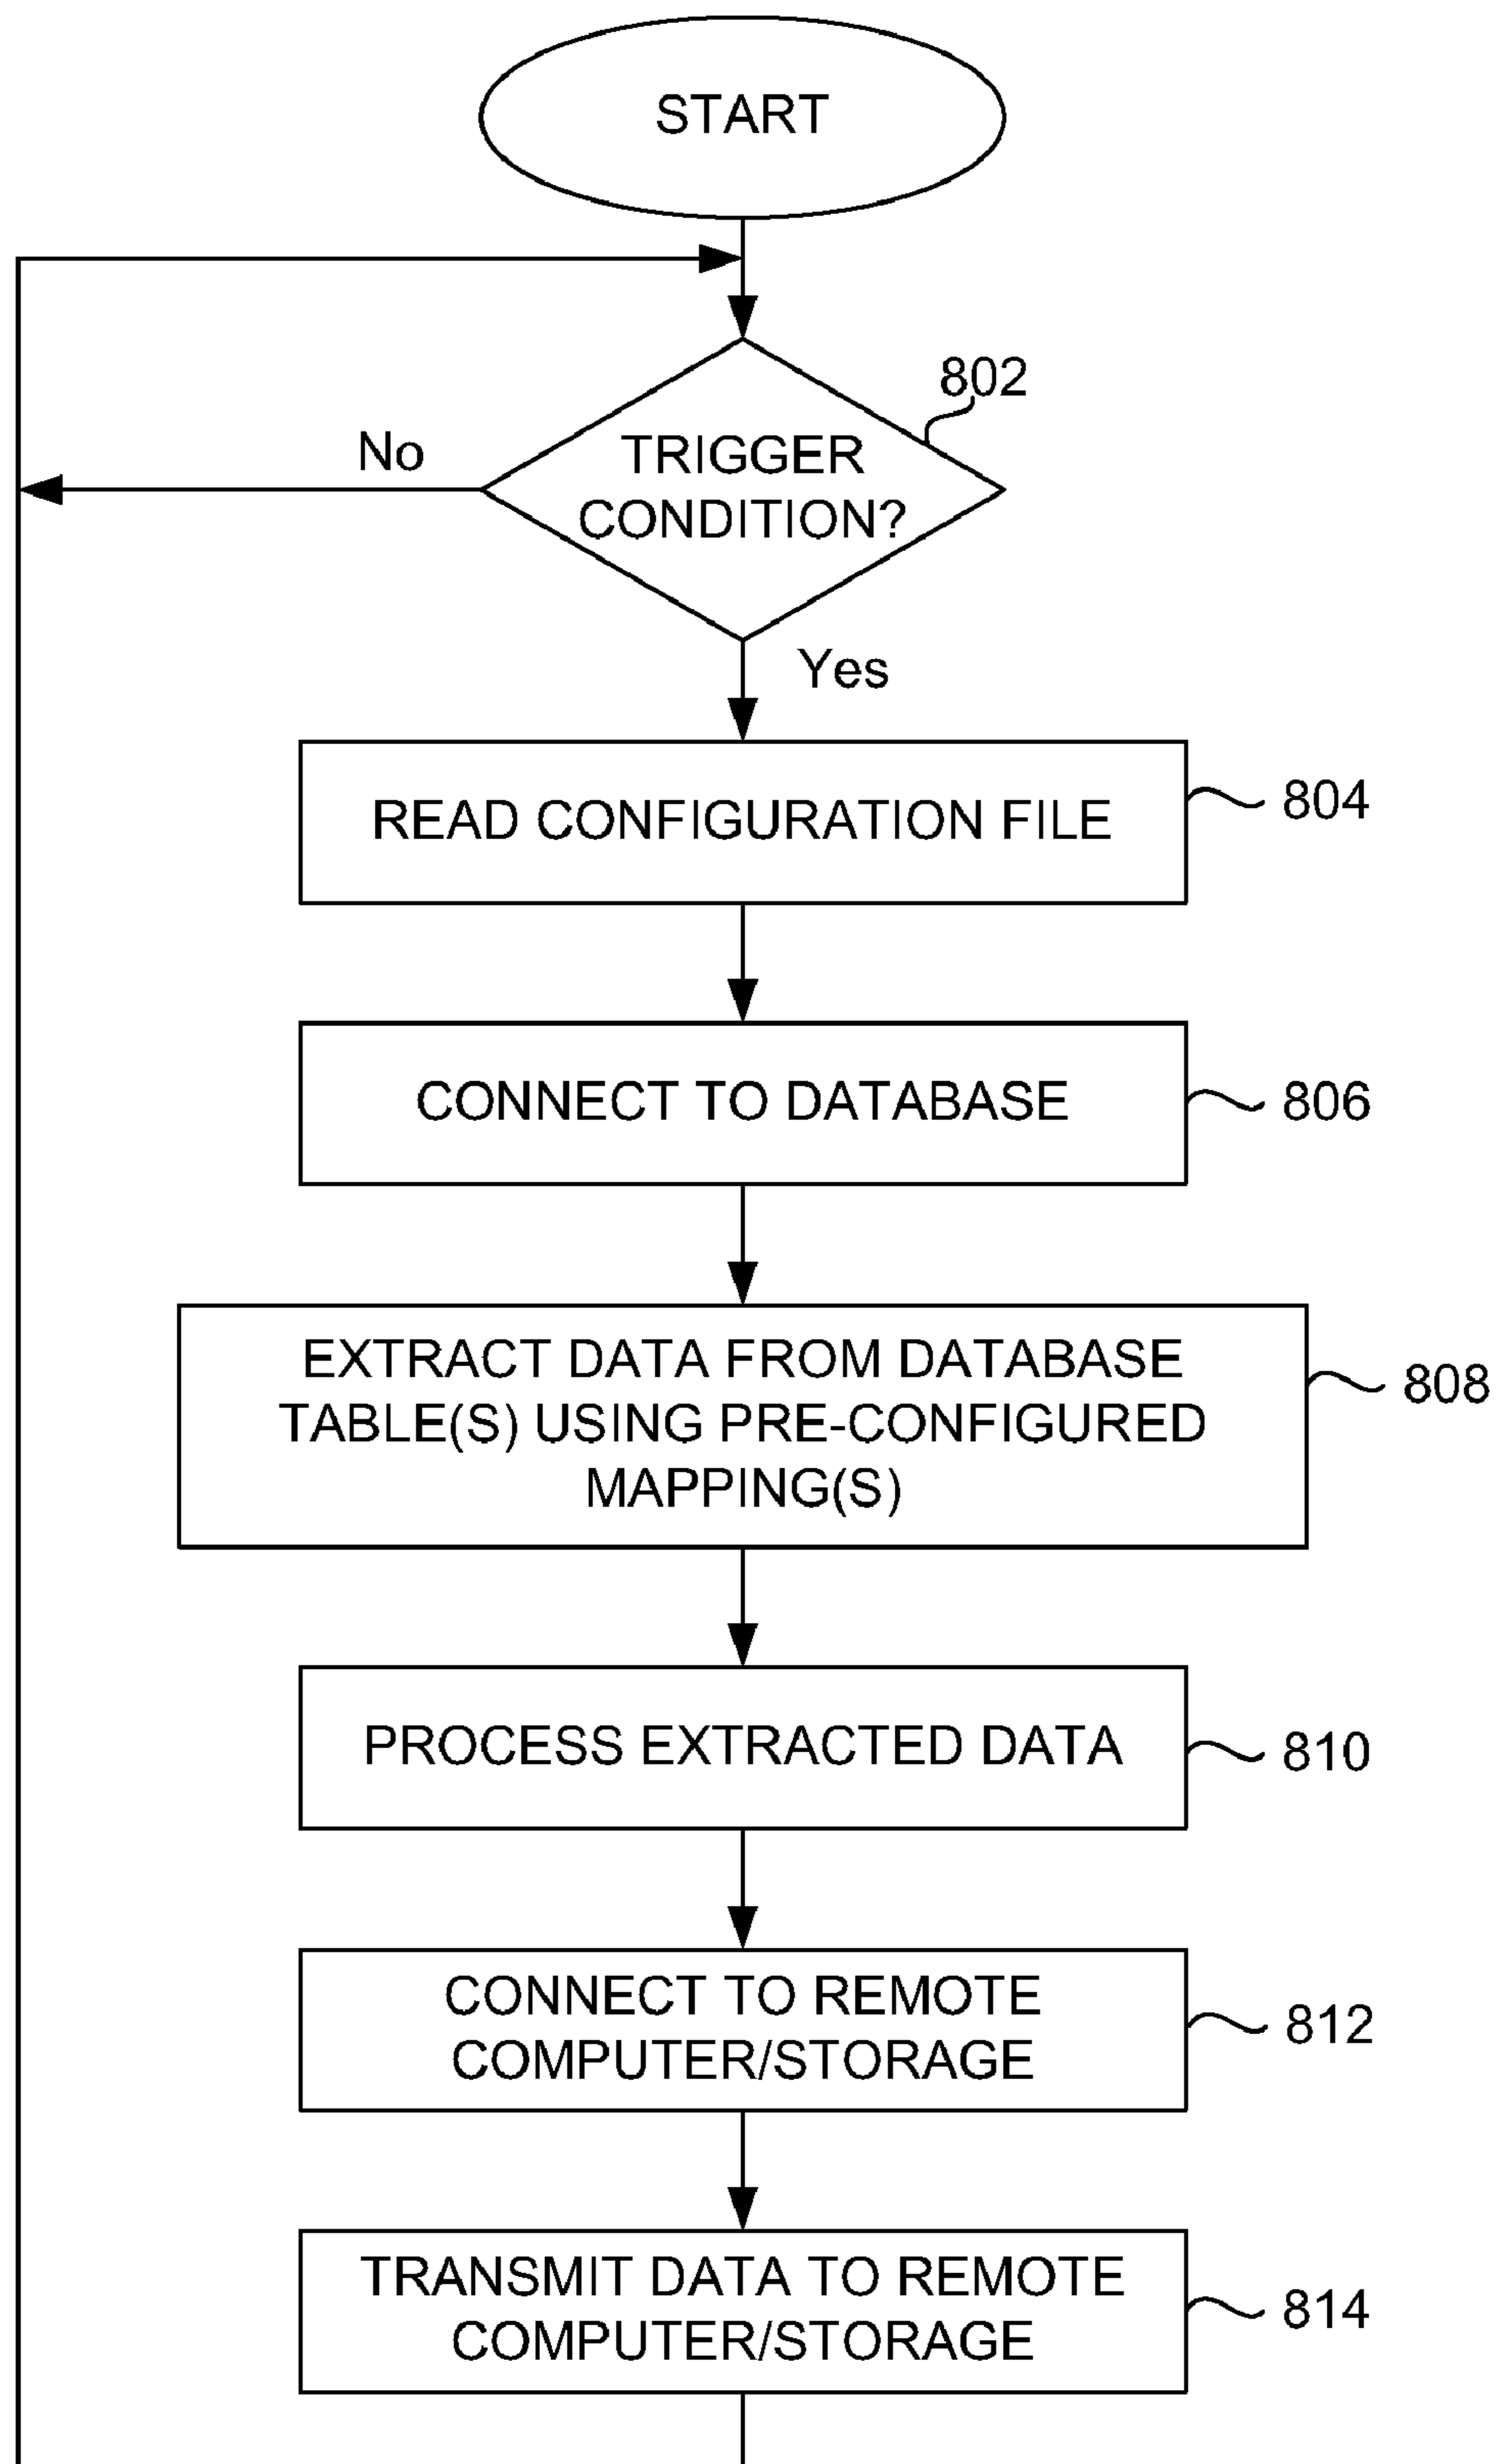 START
802
No
TRIGGER
CONDITION?
Yes
READ CONFIGURATION FILE
804
CONNECT TO DATABASE
806
EXTRACT DATA FROM DATABASE
TABLE(S) USING PRE-CONFIGURED
MAPPING(S)
808
PROCESS EXTRACTED DATA
810
CONNECT TO REMOTE
COMPUTER/STORAGE
812
TRANSMIT DATA TO REMOTE
COMPUTER/STORAGE
814